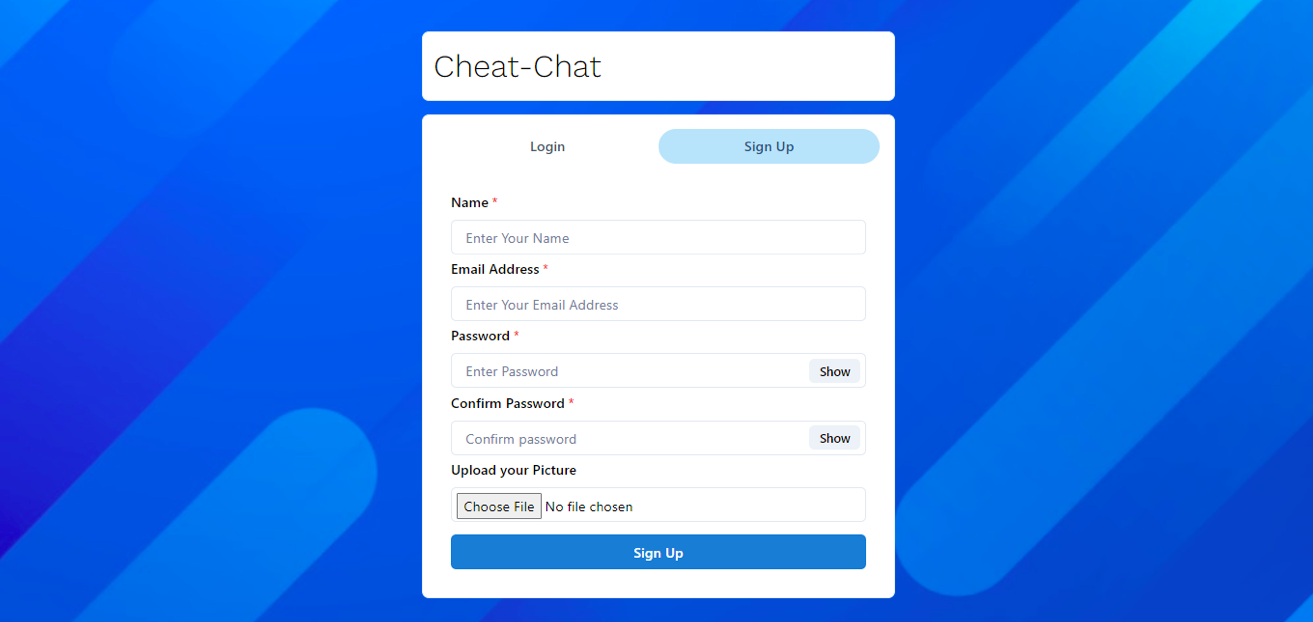 Cheat-Chat
Login Sign Up
Name *
Enter Your Name
Email Address *
Enter Your Email Address
Password *
Enter Password Show
Confirm Password *
Confirm password Show
Upload your Picture
Choose File No file chosen
Sign Up